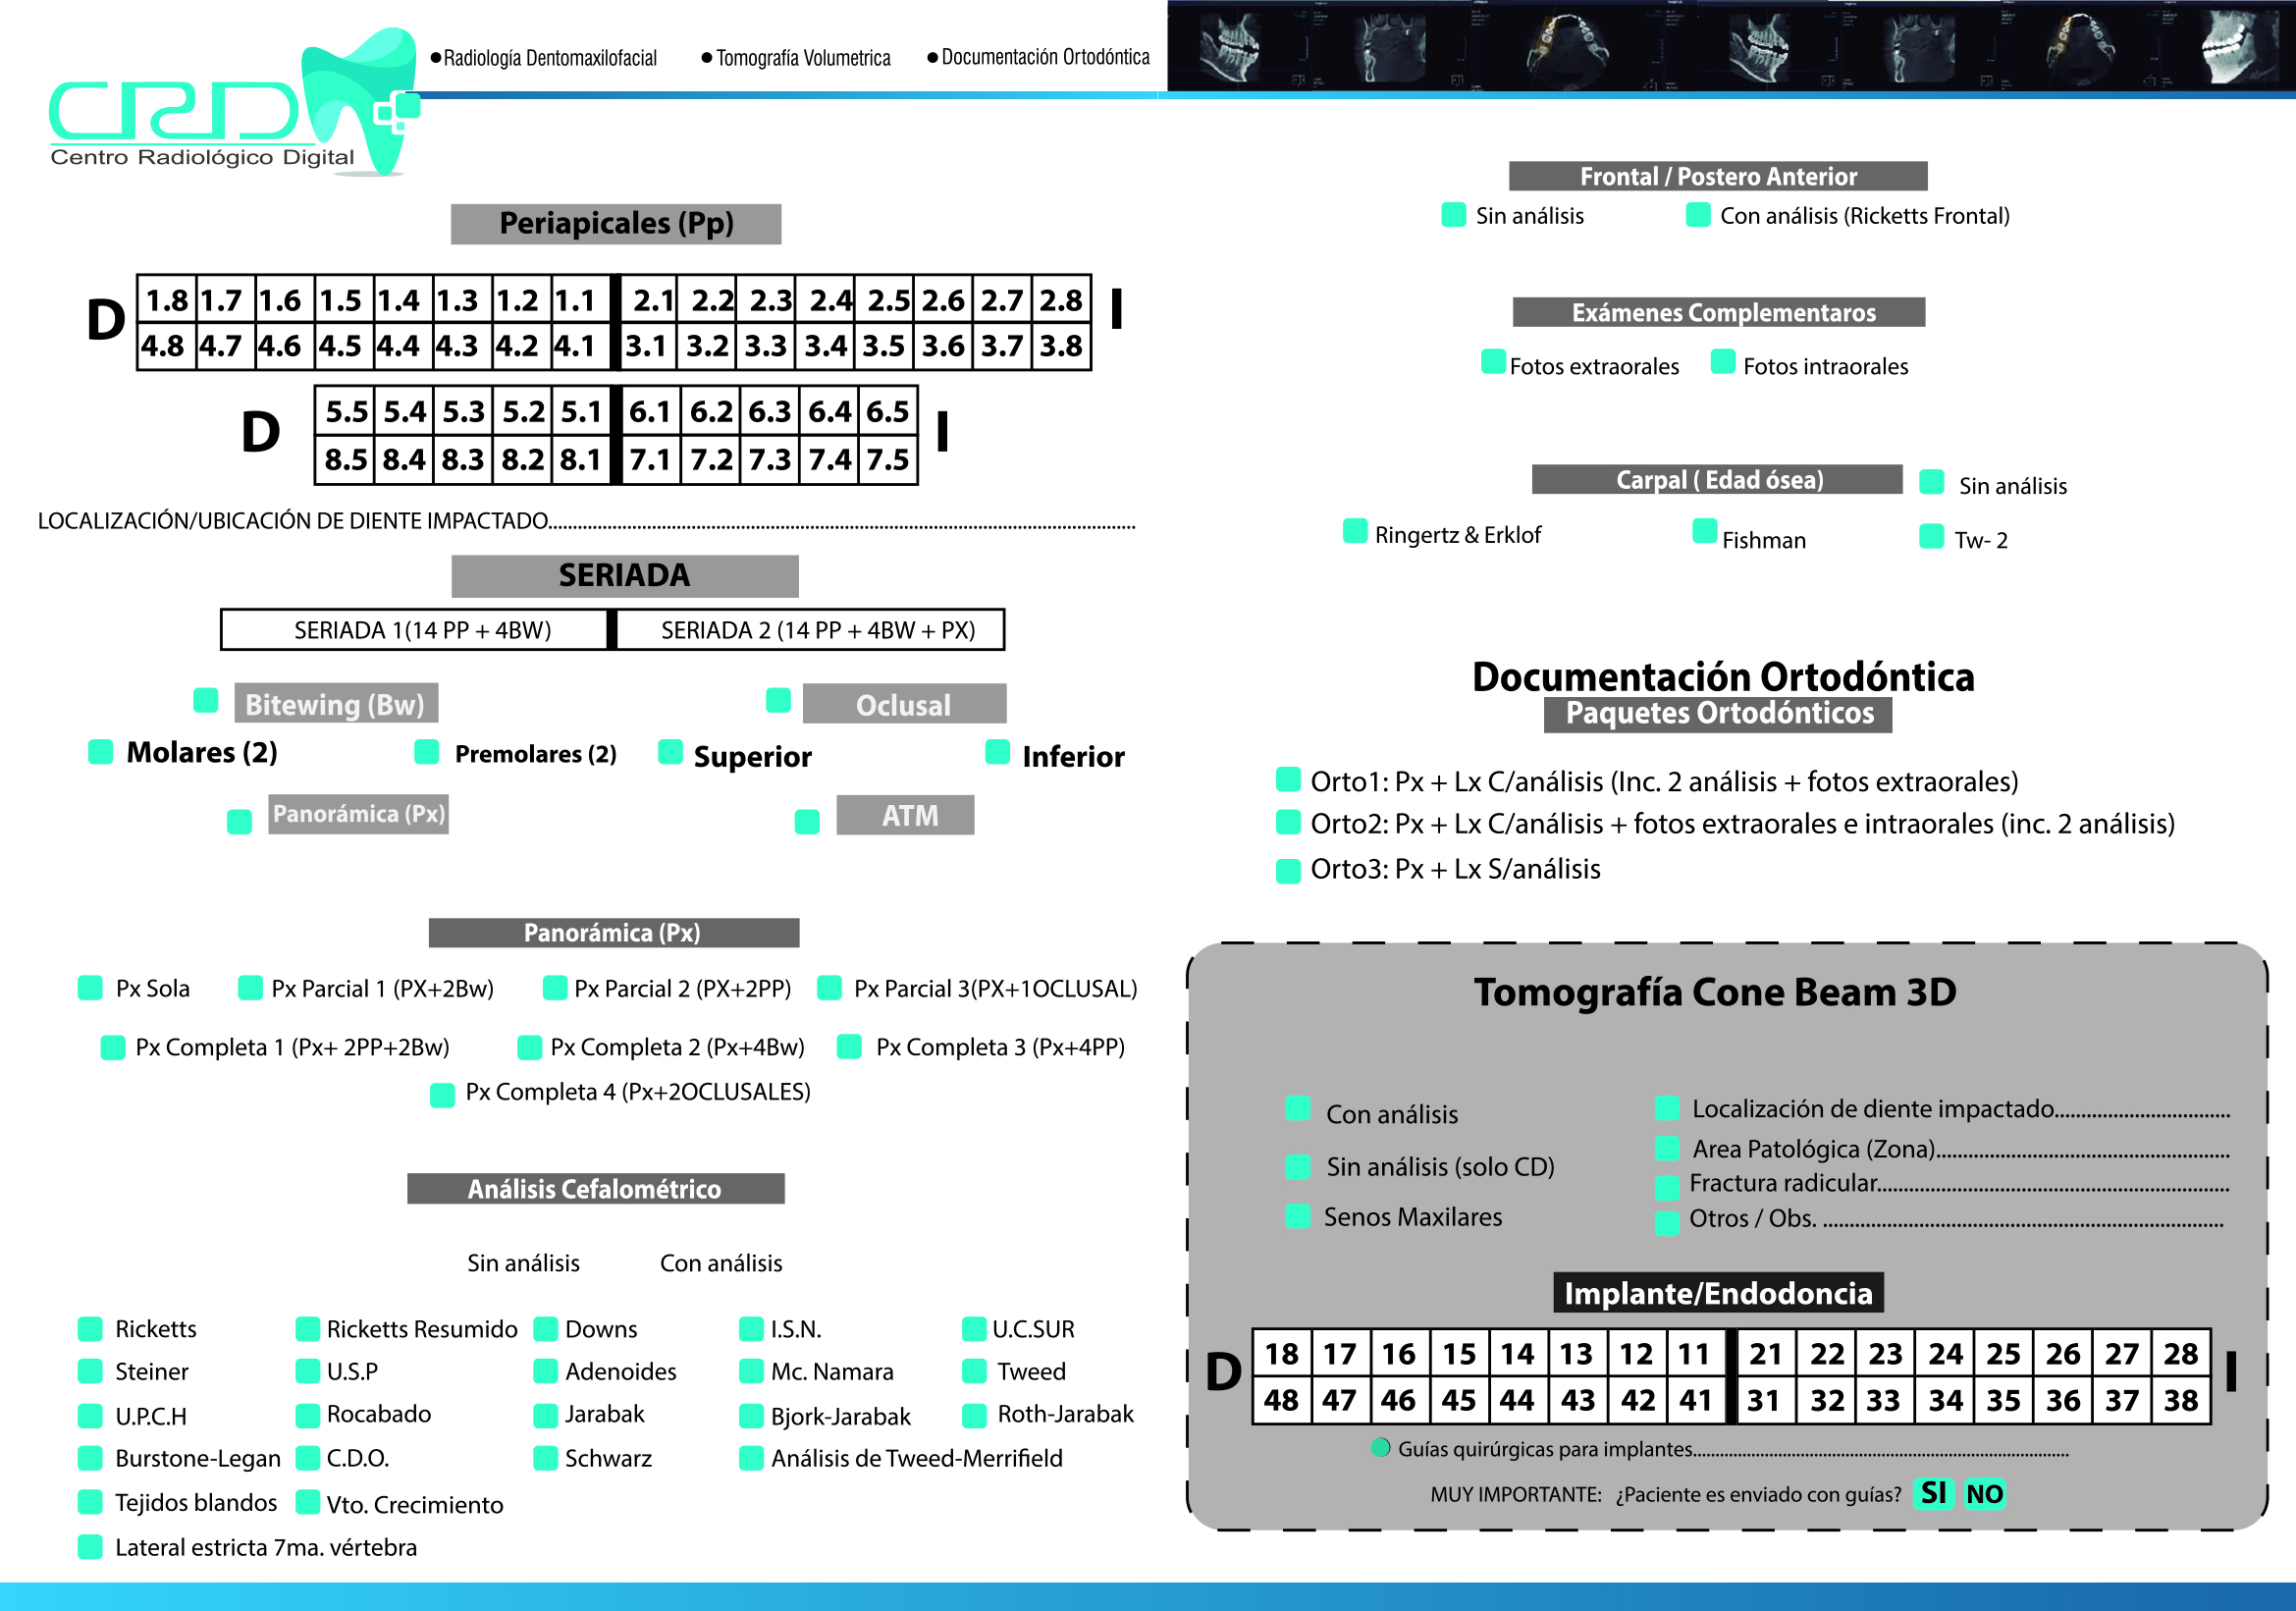 CRD
Centro Radiológico Digital
●Radiología Dentomaxilofacial ●Tomografía Volumetrica ●Documentación Ortodóntica
Periapicales (Pp)
D 1.8 1.7 1.6 1.5 1.4 1.3 1.2 1.1 2.1 2.2 2.3 2.4 2.5 2.6 2.7 2.8 I
4.8 4.7 4.6 4.5 4.4 4.3 4.2 4.1 3.1 3.2 3.3 3.4 3.5 3.6 3.7 3.8
D 5.5 5.4 5.3 5.2 5.1 6.1 6.2 6.3 6.4 6.5 I
8.5 8.4 8.3 8.2 8.1 7.1 7.2 7.3 7.4 7.5
LOCALIZACIÓN/UBICACIÓN DE DIENTE IMPACTADO..........
SERIADA
SERIADA 1(14 PP + 4BW) SERIADA 2 (14 PP + 4BW + PX)
Bitewing (Bw) Oclusal
Molares (2) Premolares (2) Superior Inferior
Panorámica (Px) ATM
Panorámica (Px)
Px Sola Px Parcial 1 (PX+2Bw) Px Parcial 2 (PX+2PP) Px Parcial 3(PX+1OCLUSAL)
Px Completa 1 (Px+ 2PP+2Bw) Px Completa 2 (Px+4Bw) Px Completa 3 (Px+4PP)
Px Completa 4 (Px+2OCLUSALES)
Análisis Cefalométrico
Sin análisis Con análisis
Ricketts Ricketts Resumido Downs I.S.N. U.C.SUR
Steiner U.S.P Adenoides Mc. Namara Tweed
U.P.C.H Rocabado Jarabak Bjork-Jarabak Roth-Jarabak
Burstone-Legan C.D.O. Schwarz Análisis de Tweed-Merrifield
Tejidos blandos Vto. Crecimiento
Lateral estricta 7ma. vértebra
Frontal / Postero Anterior
Sin análisis Con análisis (Ricketts Frontal)
Exámenes Complementaros
Fotos extraorales Fotos intraorales
Carpal ( Edad ósea) Sin análisis
Ringertz & Erklof Fishman Tw- 2
Documentación Ortodóntica
Paquetes Ortodónticos
Orto1: Px + Lx C/análisis (Inc. 2 análisis + fotos extraorales)
Orto2: Px + Lx C/análisis + fotos extraorales e intraorales (inc. 2 análisis)
Orto3: Px + Lx S/análisis
Tomografía Cone Beam 3D
Con análisis Localización de diente impactado..........
Sin análisis (solo CD) Area Patológica (Zona)..........
Senos Maxilares Fractura radicular..........
Otros / Obs. ..........
Implante/Endodoncia
D 18 17 16 15 14 13 12 11 21 22 23 24 25 26 27 28 I
48 47 46 45 44 43 42 41 31 32 33 34 35 36 37 38
Guías quirúrgicas para implantes..........
MUY IMPORTANTE: ¿Paciente es enviado con guías? SI NO